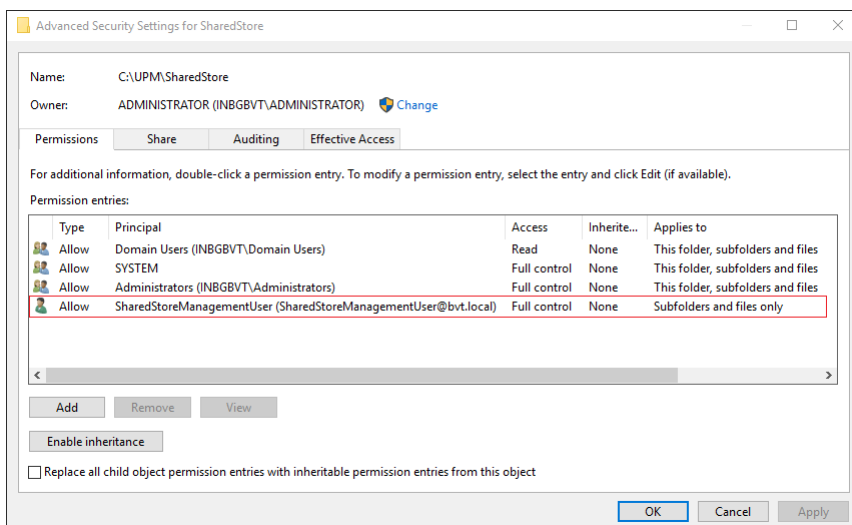 Advanced Security Settings for SharedStore
Name: C:\UPM\SharedStore
Owner: ADMINISTRATOR (INBGBVT\ADMINISTRATOR) Change
Permissions Share Auditing Effective Access
For additional information, double-click a permission entry. To modify a permission entry, select the entry and click Edit (if available).
Permission entries:
Type Principal Access Inherite... Applies to
Allow Domain Users (INBGBVT\Domain Users) Read None This folder, subfolders and files
Allow SYSTEM Full control None This folder, subfolders and files
Allow Administrators (INBGBVT\Administrators) Full control None This folder, subfolders and files
Allow SharedStoreManagementUser (SharedStoreManagementUser@bvt.local) Full control None Subfolders and files only
Add Remove View
Enable inheritance
Replace all child object permission entries with inheritable permission entries from this object
OK Cancel Apply